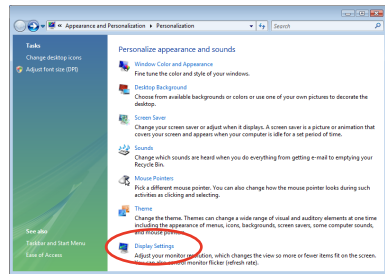 « Appearance and Personalization ▸ Personalization
Search
Tasks
Change desktop icons
Adjust font size (DPI)
Personalize appearance and sounds
Window Color and Appearance
Fine tune the color and style of your windows.
Desktop Background
Choose from available backgrounds or colors or use one of your own pictures to decorate the
desktop.
Screen Saver
Change your screen saver or adjust when it displays. A screen saver is a picture or animation that
covers your screen and appears when your computer is idle for a set period of time.
Sounds
Change which sounds are heard when you do everything from getting e-mail to emptying your
Recycle Bin.
Mouse Pointers
Pick a different mouse pointer. You can also change how the mouse pointer looks during such
activities as clicking and selecting.
Theme
Change the theme. Themes can change a wide range of visual and auditory elements at one time
including the appearance of menus, icons, backgrounds, screen savers, some computer sounds,
and mouse pointers.
Display Settings
Adjust your monitor resolution, which changes the view so more or fewer items fit on the screen.
You can also control monitor flicker (refresh rate).
See also
Taskbar and Start Menu
Ease of Access